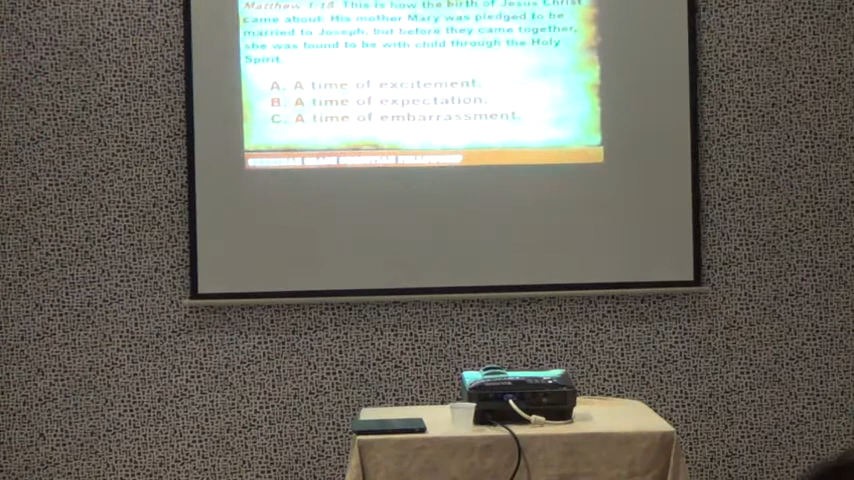 Matthew 1:18 This is how the birth of Jesus Christ
came about: His mother Mary was pledged to be
married to Joseph, but before they came together,
she was found to be with child through the Holy
Spirit.
A. A time of excitement.
B. A time of expectation.
C. A time of embarrassment.
CHRISTIAN FELLOWSHIP